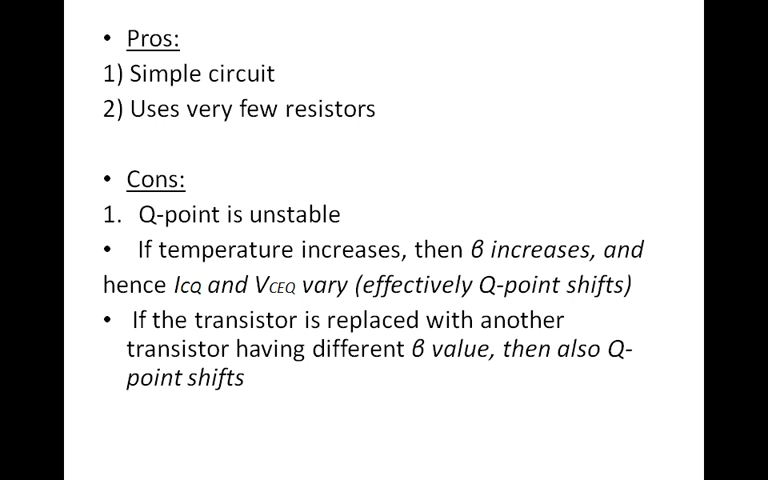 • Pros:
1) Simple circuit
2) Uses very few resistors
• Cons:
1. Q-point is unstable
• If temperature increases, then β increases, and
hence ICQ and VCEQ vary (effectively Q-point shifts)
• If the transistor is replaced with another
transistor having different β value, then also Q-
point shifts